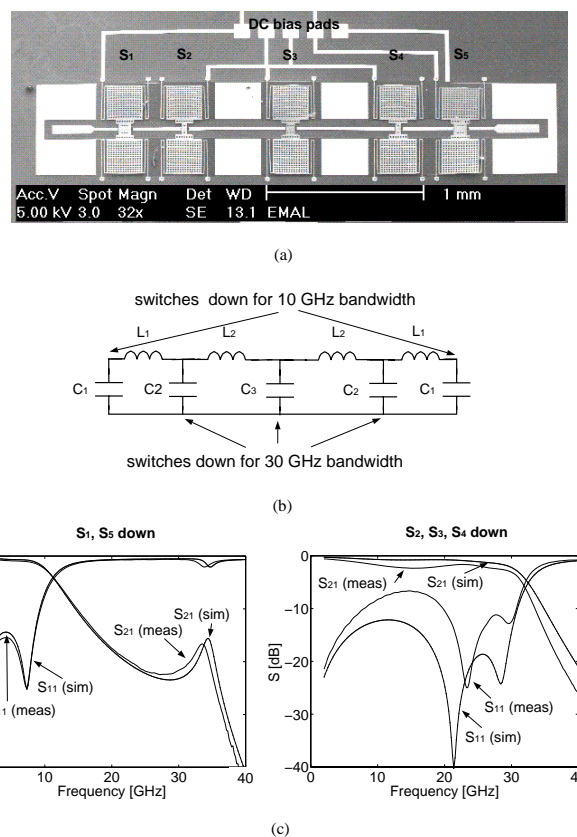 DC bias pads
S1 S2 S3 S4 S5
Acc.V Spot Magn Det WD 1 mm
5.00 kV 3.0 32x SE 13.1 EMAL
(a)
switches down for 10 GHz bandwidth
L1 L2 L2 L1
C1 C2 C3 C2 C1
switches down for 30 GHz bandwidth
(b)
S1, S5 down
S21 (sim)
S21 (meas)
S11 (sim)
11 (meas)
10 20 30 40
Frequency [GHz]
S2, S3, S4 down
0
S21 (meas) S21 (sim)
−10
S [dB]
−20
S11 (meas)
−30
S11 (sim)
−40
0 10 20 30 40
Frequency [GHz]
(c)